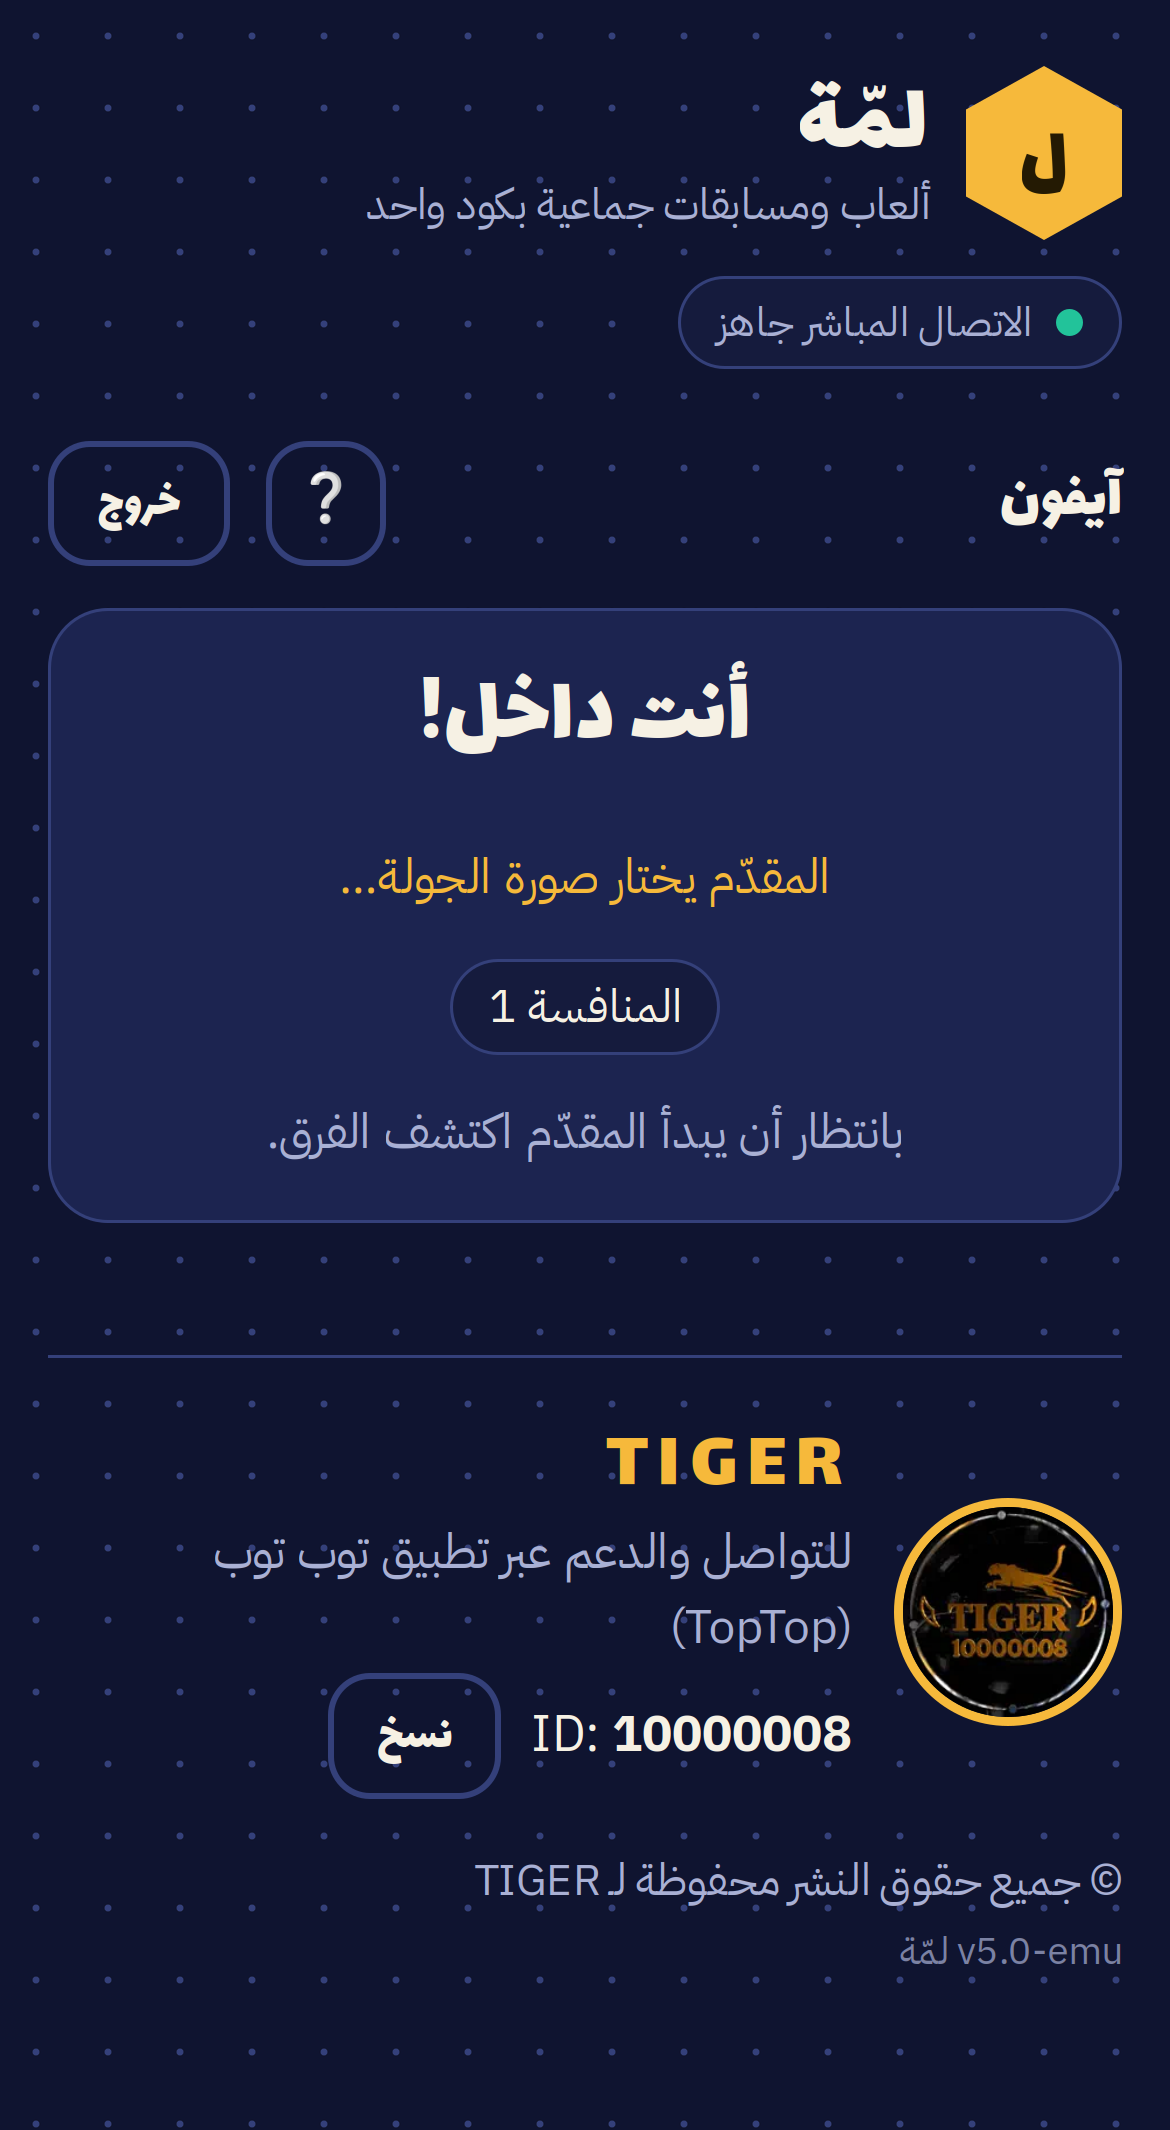 ل
لمّة
ألعاب ومسابقات جماعية بكود واحد
الاتصال المباشر جاهز
آيفون
❔
خروج
أنت داخل!
المقدّم يختار صورة الجولة...
المنافسة 1
بانتظار أن يبدأ المقدّم اكتشف الفرق.
TIGER
للتواصل والدعم عبر تطبيق توب توب
(TopTop)
ID: 10000008
نسخ
TIGER
10000008
© جميع حقوق النشر محفوظة لـ TIGER
v5.0-emu لمّة